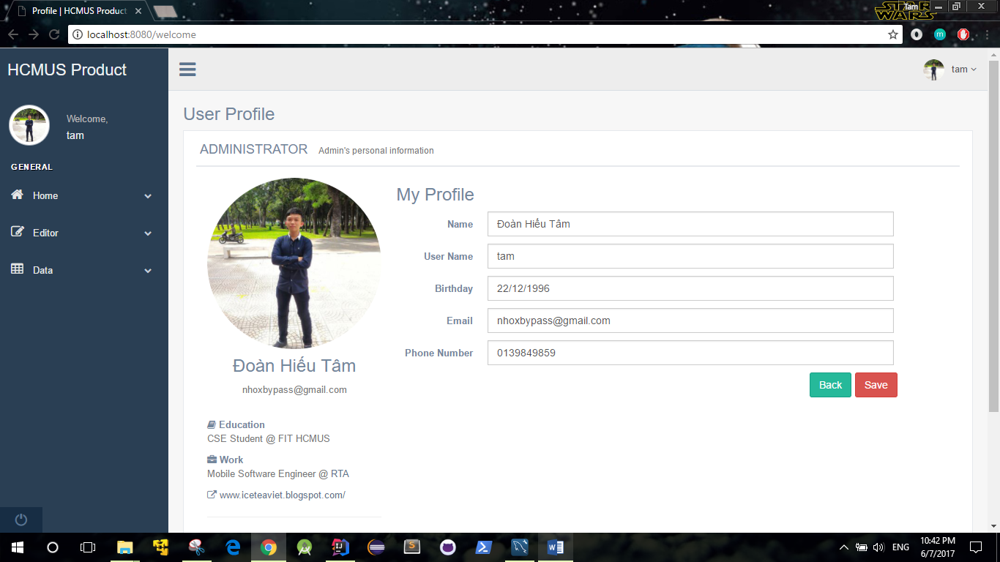 Profile | HCMUS Product
Tam
STAR
WARS
localhost:8080/welcome
HCMUS Product
tam
Welcome,
tam
GENERAL
Home
Editor
Data
User Profile
ADMINISTRATOR Admin's personal information
My Profile
Name Đoàn Hiếu Tâm
User Name tam
Birthday 22/12/1996
Email nhoxbypass@gmail.com
Phone Number 0139849859
Back Save
Đoàn Hiếu Tâm
nhoxbypass@gmail.com
Education
CSE Student @ FIT HCMUS
Work
Mobile Software Engineer @ RTA
www.iceteaviet.blogspot.com/
ENG
10:42 PM
6/7/2017